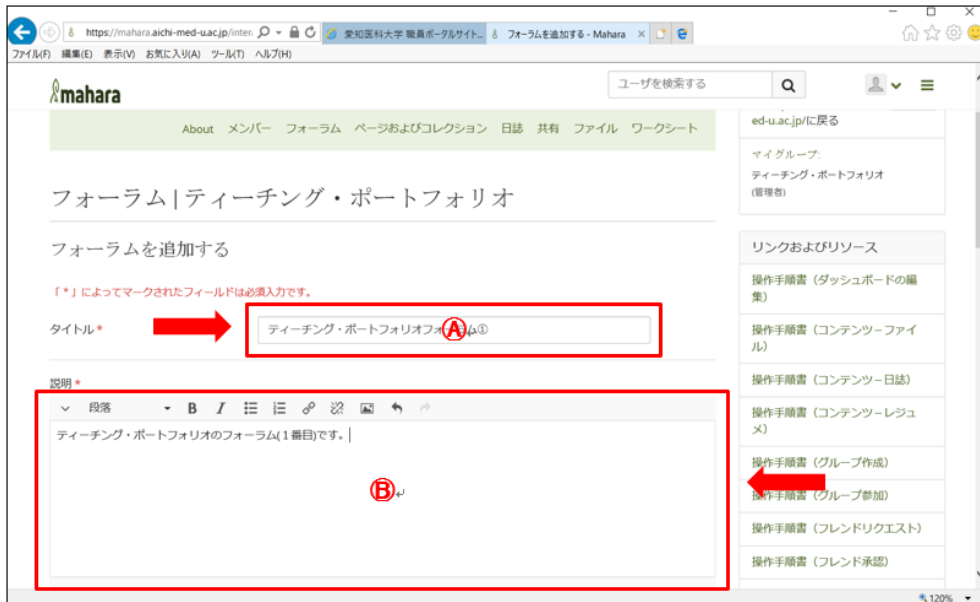 https://mahara.aichi-med-u.ac.jp/inter
愛知医科大学 職員ポータルサイト...
フォーラムを追加する - Mahara
ファイル(F) 編集(E) 表示(V) お気に入り(A) ツール(T) ヘルプ(H)
mahara
ユーザを検索する
About メンバー フォーラム ページおよびコレクション 日誌 共有 ファイル ワークシート
ed-u.ac.jp/に戻る
マイグループ:
ティーチング・ポートフォリオ
(管理者)
フォーラム | ティーチング・ポートフォリオ
フォーラムを追加する
「*」によってマークされたフィールドは必須入力です。
タイトル *
ティーチング・ポートフォリオフォーラム①
Ⓐ
説明 *
段落 B I
ティーチング・ポートフォリオのフォーラム(1番目)です。
Ⓑ
リンクおよびリソース
操作手順書（ダッシュボードの編
集）
操作手順書（コンテンツ－ファイ
ル）
操作手順書（コンテンツ－日誌）
操作手順書（コンテンツ－レジュ
メ）
操作手順書（グループ作成）
操作手順書（グループ参加）
操作手順書（フレンドリクエスト）
操作手順書（フレンド承認）
120%